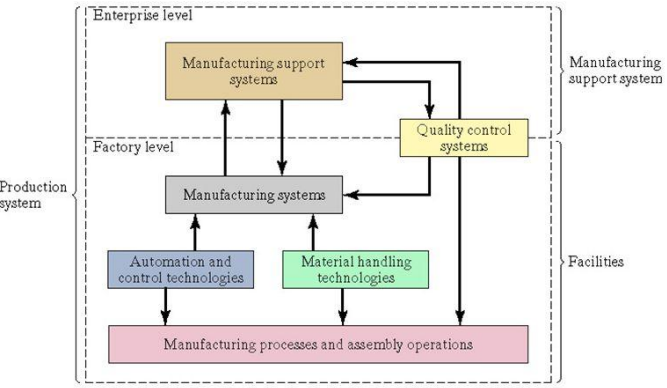 Enterprise level
Manufacturing support
systems
Manufacturing
support system
Quality control
systems
Factory level
Production
system
Manufacturing systems
Automation and
control technologies
Material handling
technologies
Facilities
Manufacturing processes and assembly operations